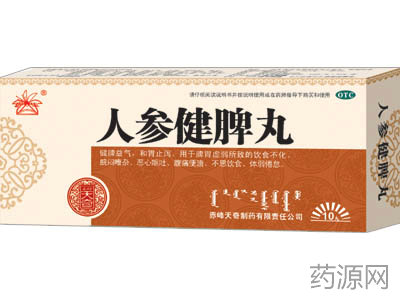 请仔细阅读说明书并按说明使用或在药师指导下购买和使用
OTC
人参健脾丸
健脾益气,和胃止泻。用于脾胃虚弱所致的饮食不化、
脘闷嘈杂、恶心呕吐、腹痛便溏、不思饮食、体弱倦怠。
赤峰天奇制药有限责任公司
10丸
人参健脾丸
药源网